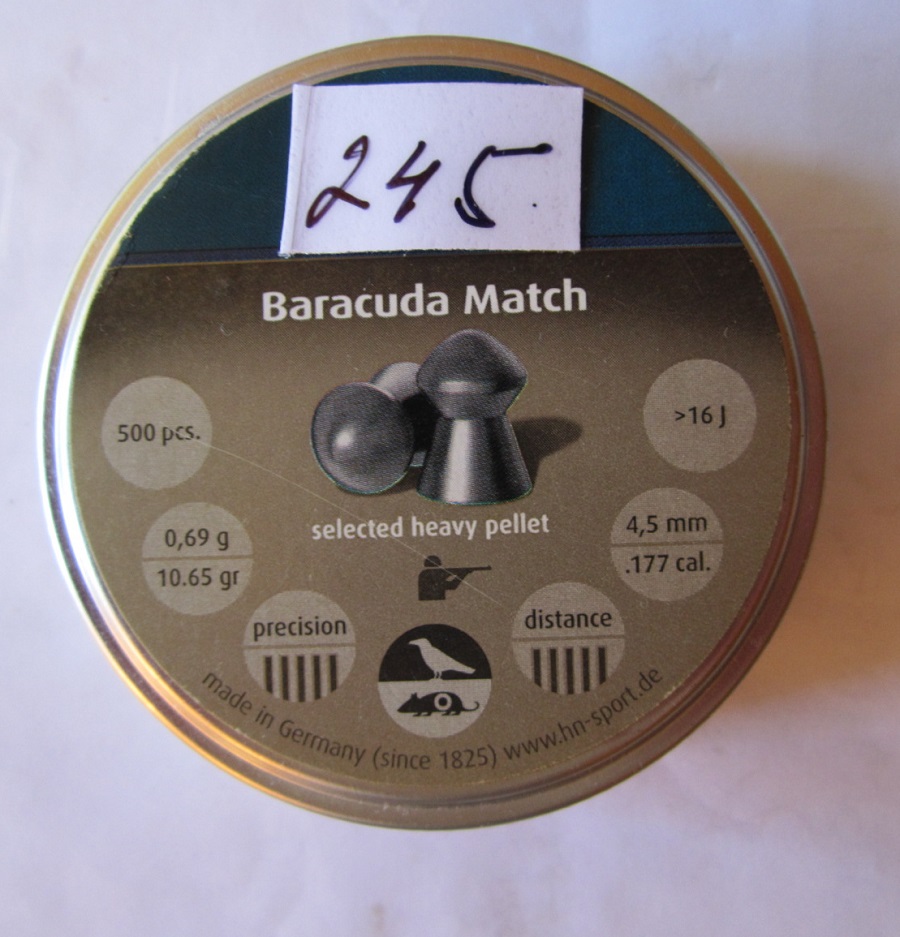 245.
Baracuda Match
500 pcs.
>16 J
selected heavy pellet
0,69 g
10.65 gr
4,5 mm
.177 cal.
precision
distance
made in Germany (since 1825) www.hn-sport.de